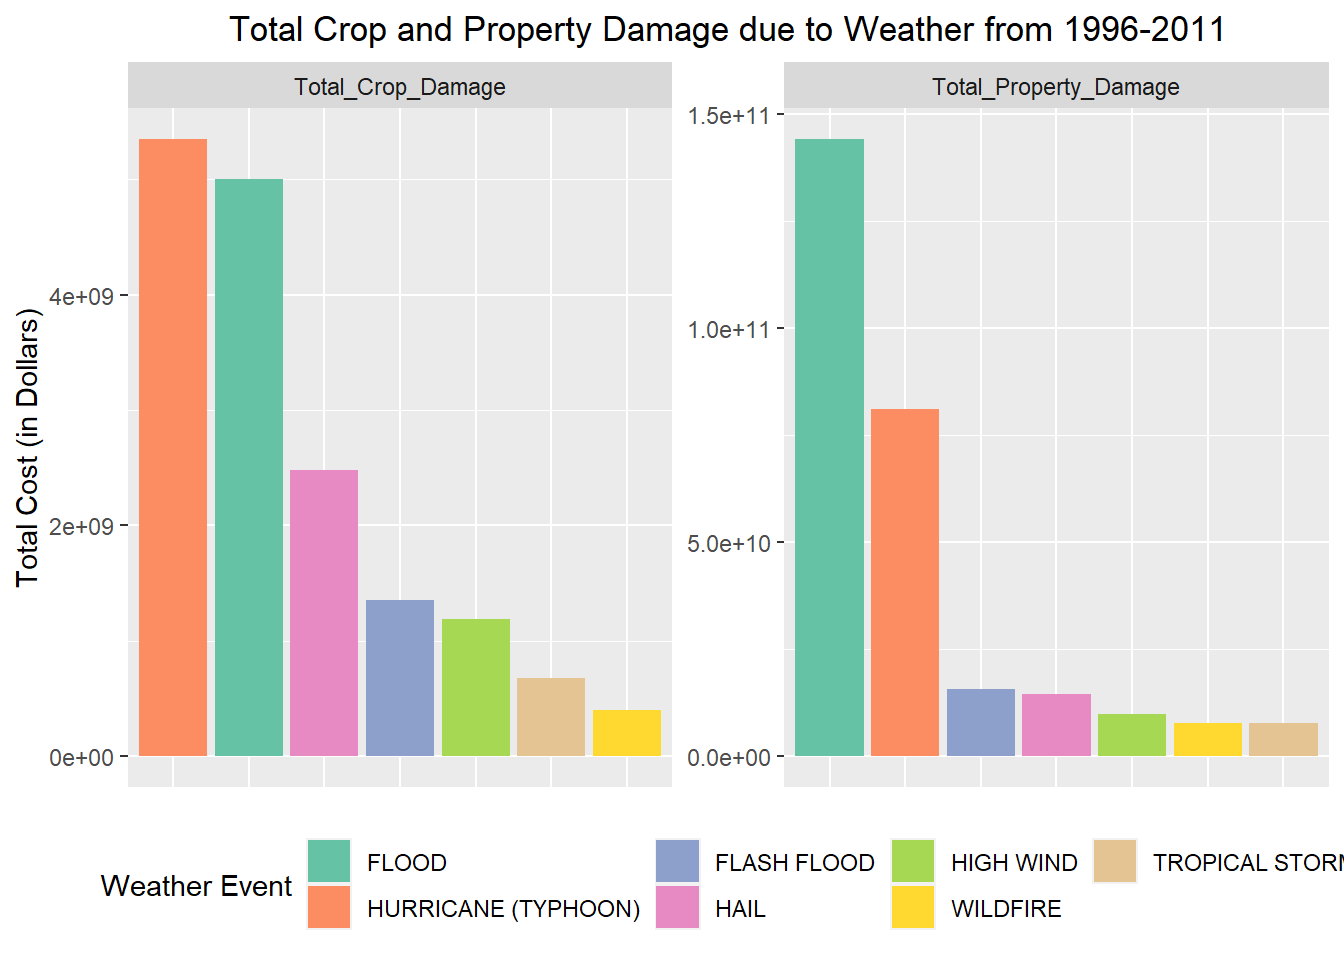 Total Crop and Property Damage due to Weather from 1996-2011
Total_Crop_Damage
Total_Property_Damage
Total Cost (in Dollars)
4e+09
2e+09
0e+00
1.5e+11
1.0e+11
5.0e+10
0.0e+00
Weather Event
FLOOD
HURRICANE (TYPHOON)
FLASH FLOOD
HAIL
HIGH WIND
WILDFIRE
TROPICAL STORM